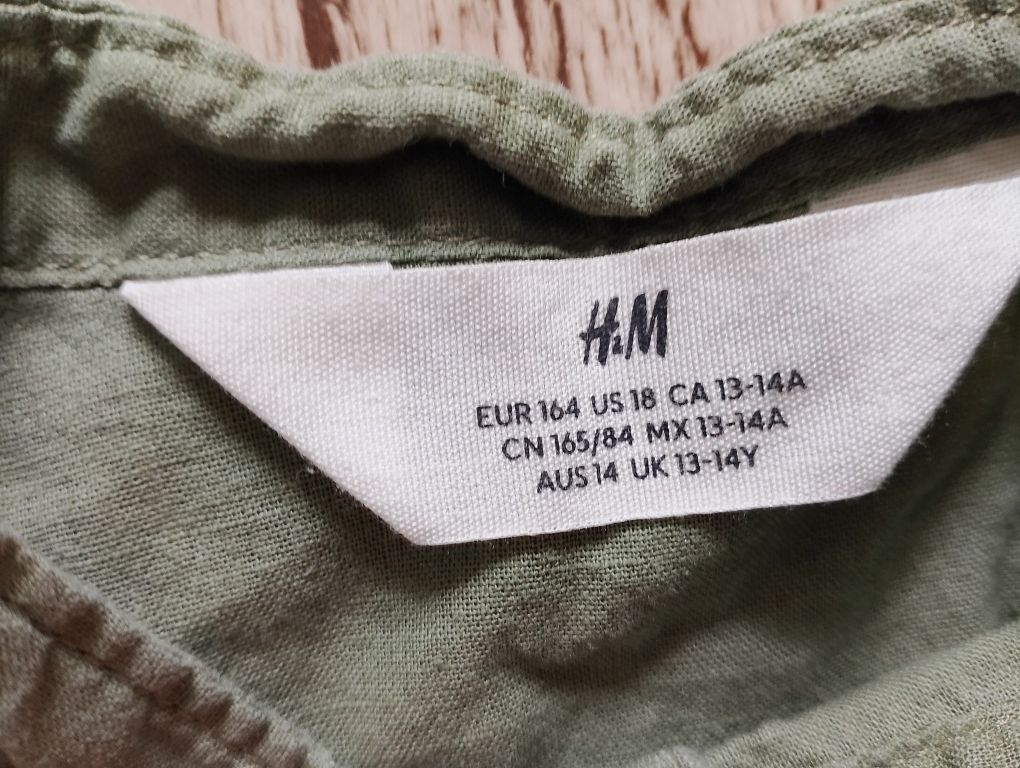 H&M
EUR 164 US 18 CA 13-14A
CN 165/84 MX 13-14A
AUS 14 UK 13-14Y